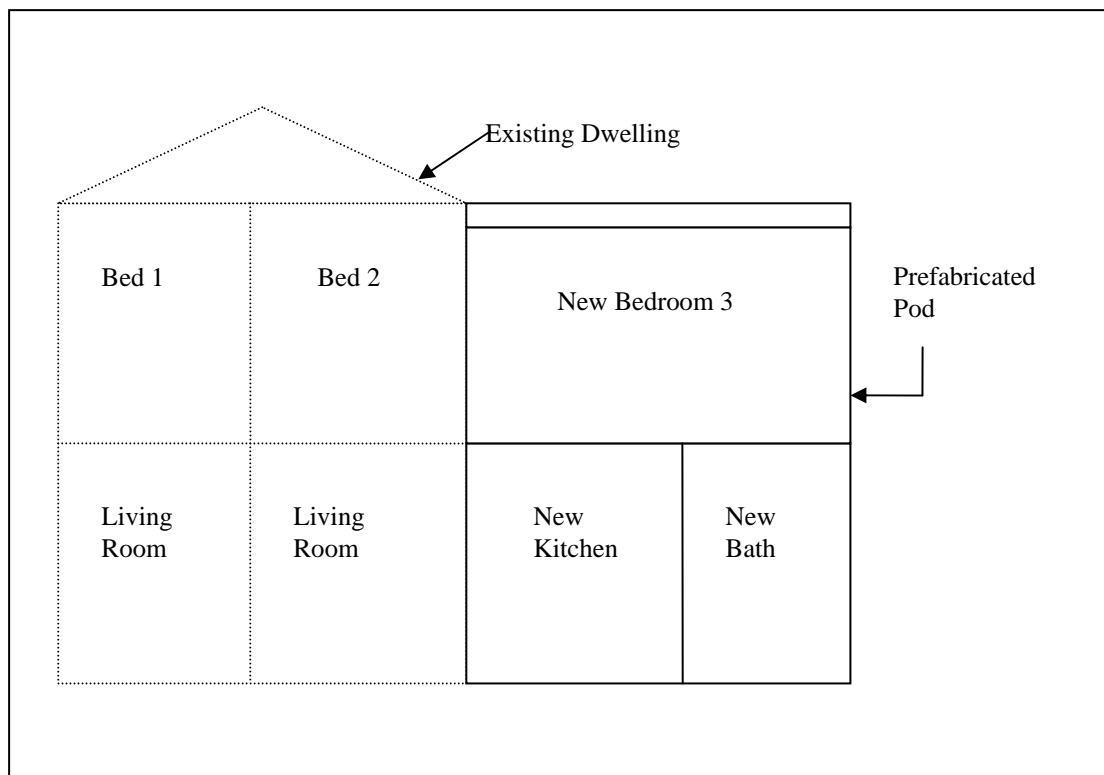 Existing Dwelling
Bed 1
Bed 2
New Bedroom 3
Prefabricated
Pod
Living
Room
Living
Room
New
Kitchen
New
Bath